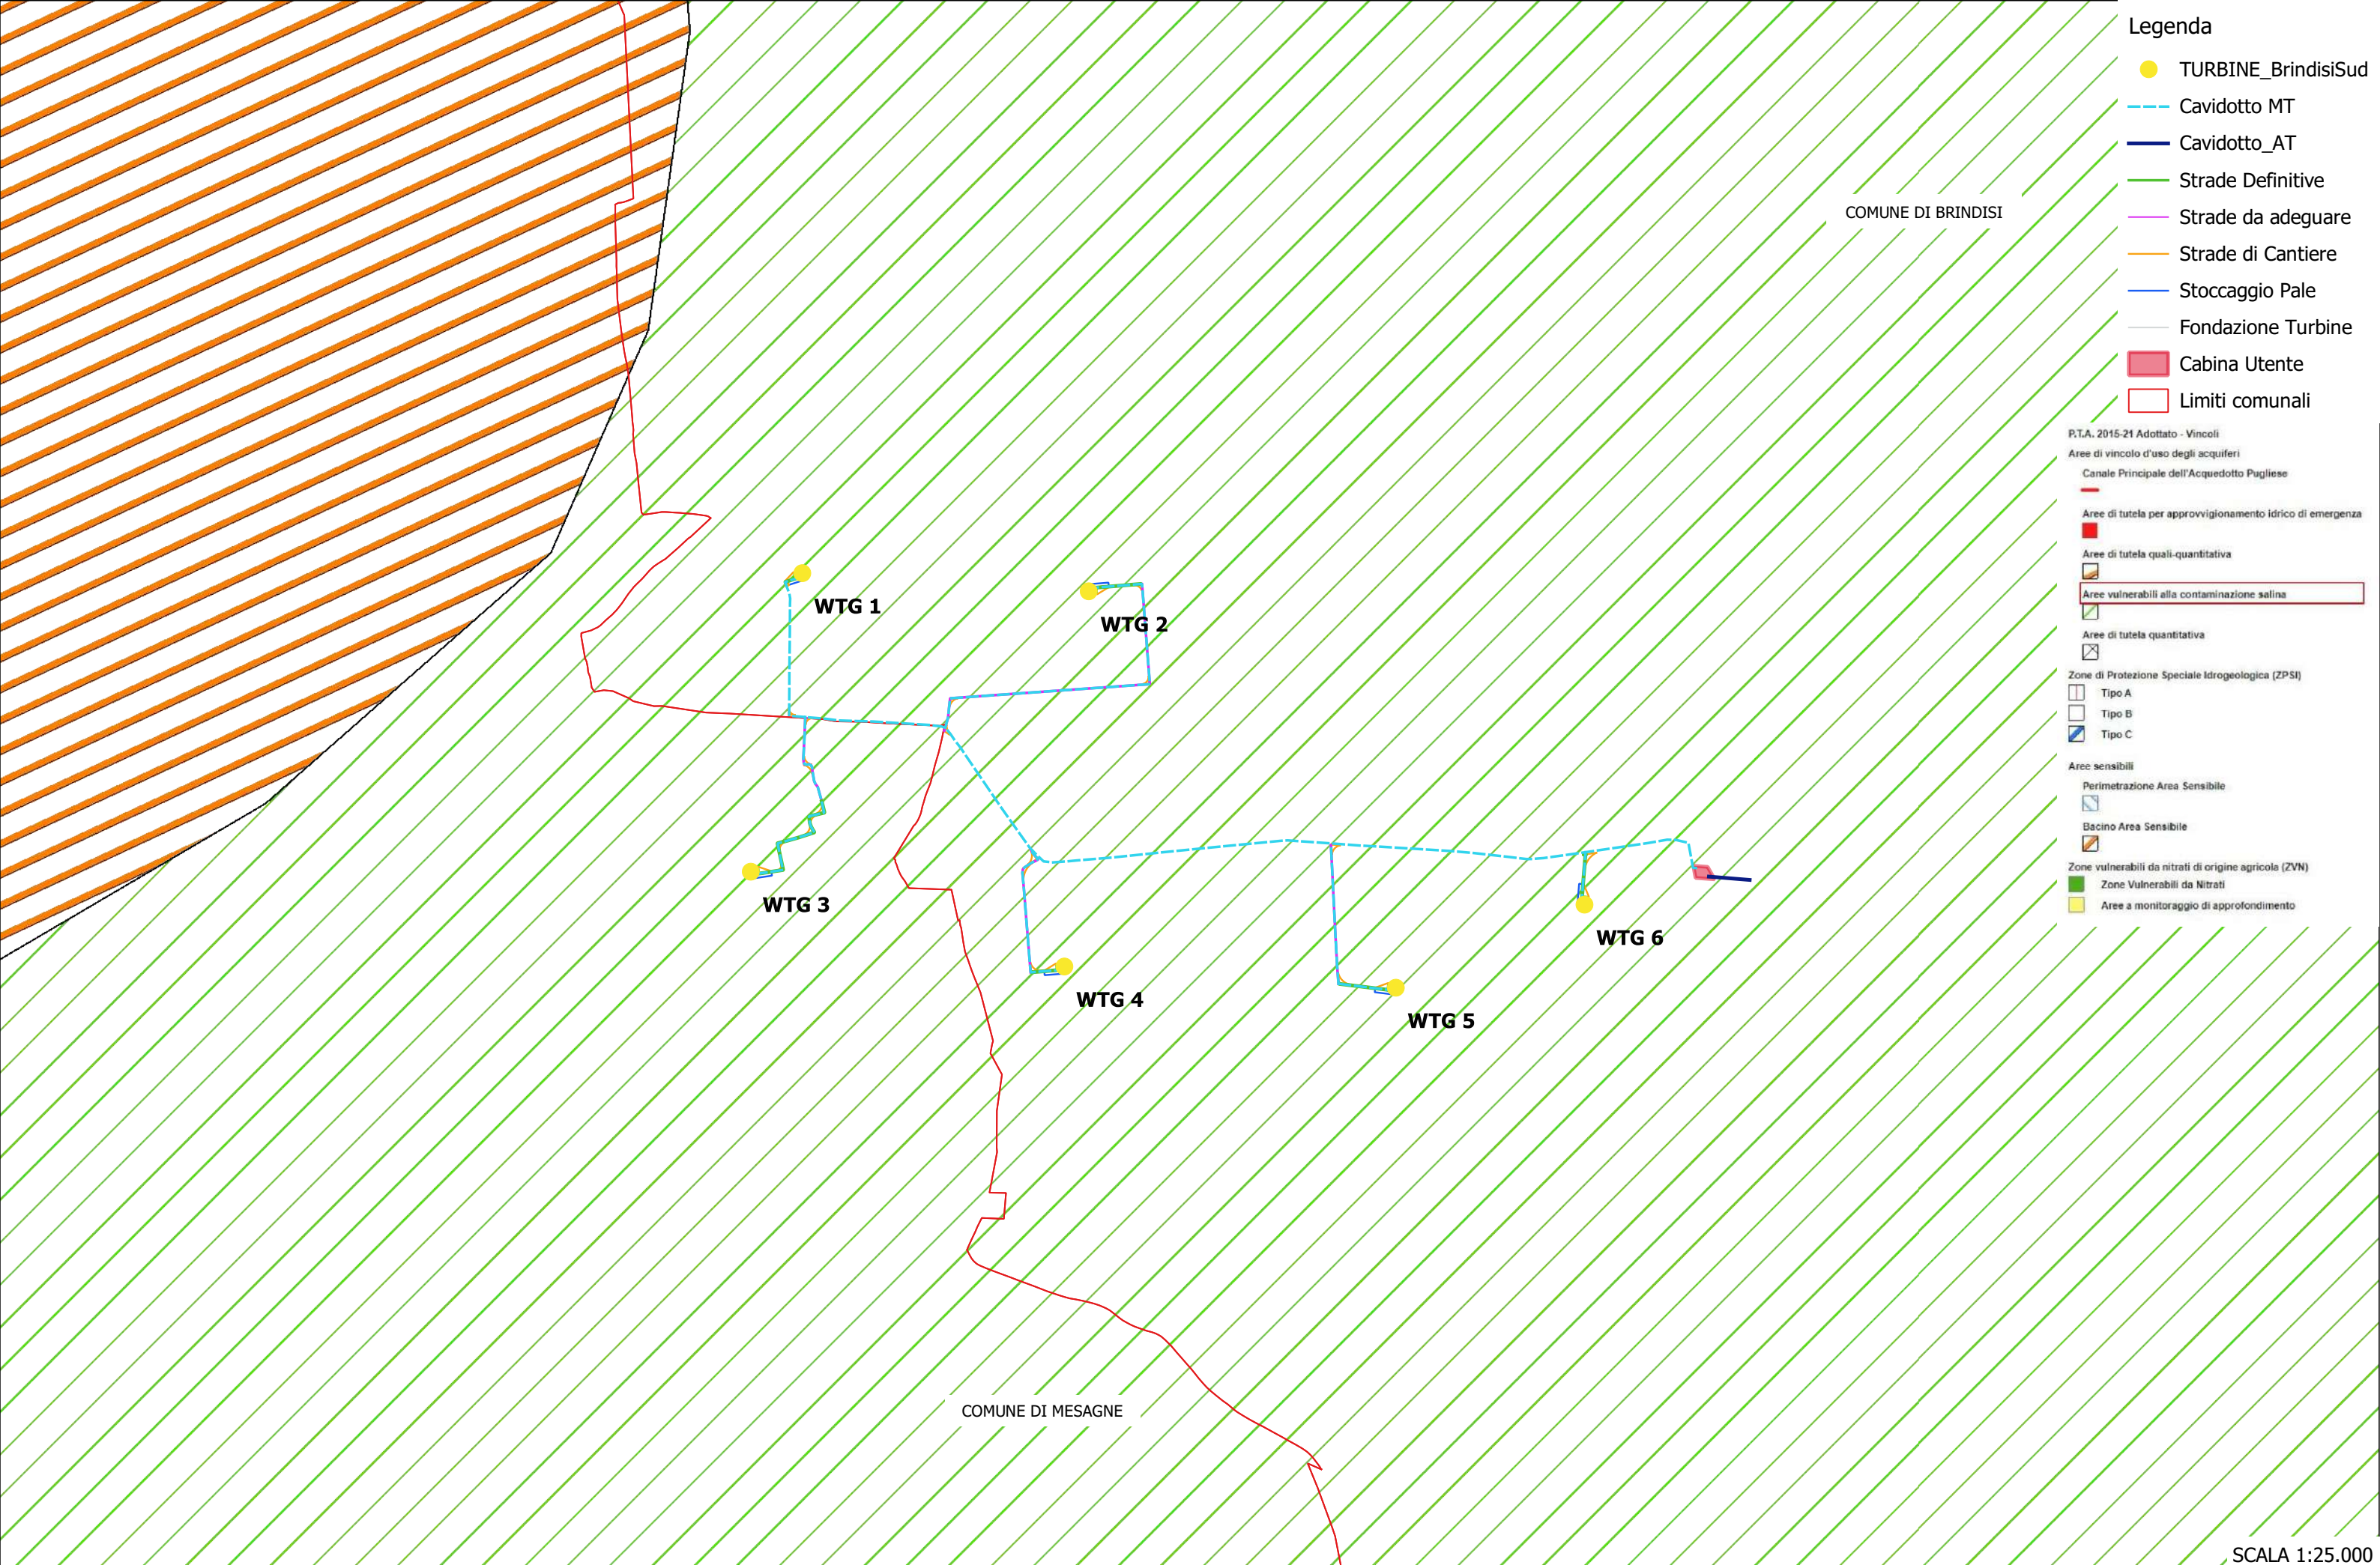 Legenda
TURBINE_BrindisiSud
Cavidotto MT
Cavidotto_AT
Strade Definitive
Strade da adeguare
Strade di Cantiere
Stoccaggio Pale
Fondazione Turbine
Cabina Utente
Limiti comunali
P.T.A. 2015-21 Adottato - Vincoli
Aree di vincolo d'uso degli acquiferi
Canale Principale dell'Acquedotto Pugliese
Aree di tutela per approvvigionamento idrico di emergenza
Aree di tutela quali-quantitativa
Aree vulnerabili alla contaminazione salina
Aree di tutela quantitativa
Zone di Protezione Speciale Idrogeologica (ZPSI)
Tipo A
Tipo B
Tipo C
Aree sensibili
Perimetrazione Area Sensibile
Bacino Area Sensibile
Zone vulnerabili da nitrati di origine agricola (ZVN)
Zone Vulnerabili da Nitrati
Aree a monitoraggio di approfondimento
COMUNE DI BRINDISI
WTG 1
WTG 2
WTG 3
WTG 6
WTG 4
WTG 5
COMUNE DI MESAGNE
SCALA 1:25.000